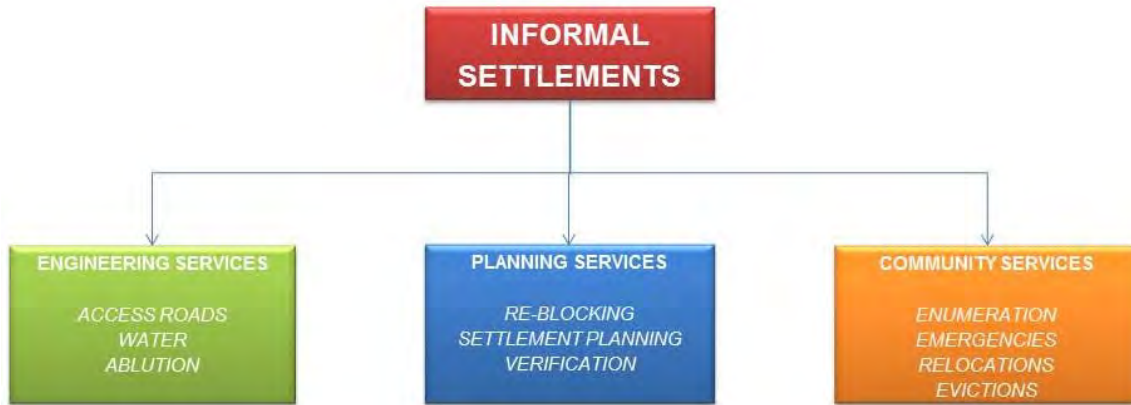 INFORMAL
SETTLEMENTS
ENGINEERING SERVICES
ACCESS ROADS
WATER
ABLUTION
PLANNING SERVICES
RE-BLOCKING
SETTLEMENT PLANNING
VERIFICATION
COMMUNITY SERVICES
ENUMERATION
EMERGENCIES
RELOCATIONS
EVICTIONS